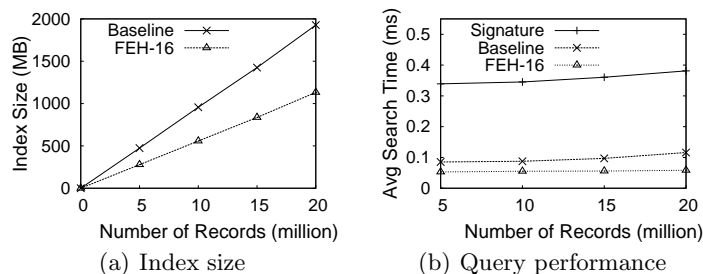 Index Size (MB)
2000
1500
1000
500
0
Baseline
FEH-16
0 5 10 15 20
Number of Records (million)
(a) Index size
Avg Search Time (ms)
0.5
0.4
0.3
0.2
0.1
0
Signature
Baseline
FEH-16
5 10 15 20
Number of Records (million)
(b) Query performance